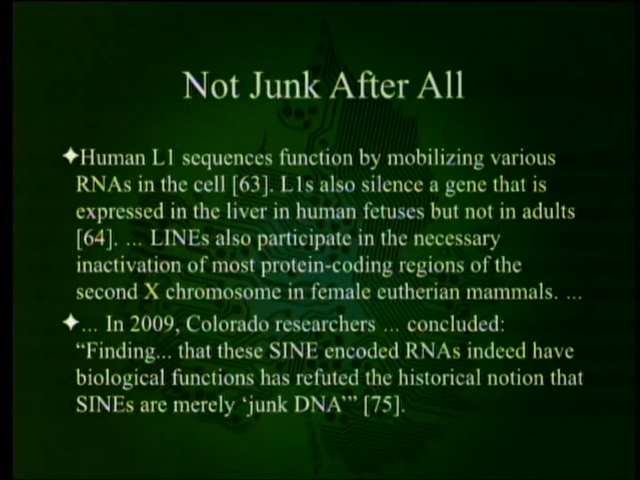 Not Junk After All
✦Human L1 sequences function by mobilizing various
RNAs in the cell [63]. L1s also silence a gene that is
expressed in the liver in human fetuses but not in adults
[64]. ... LINEs also participate in the necessary
inactivation of most protein-coding regions of the
second X chromosome in female eutherian mammals. ...
✦... In 2009, Colorado researchers ... concluded:
“Finding... that these SINE encoded RNAs indeed have
biological functions has refuted the historical notion that
SINEs are merely ‘junk DNA’” [75].